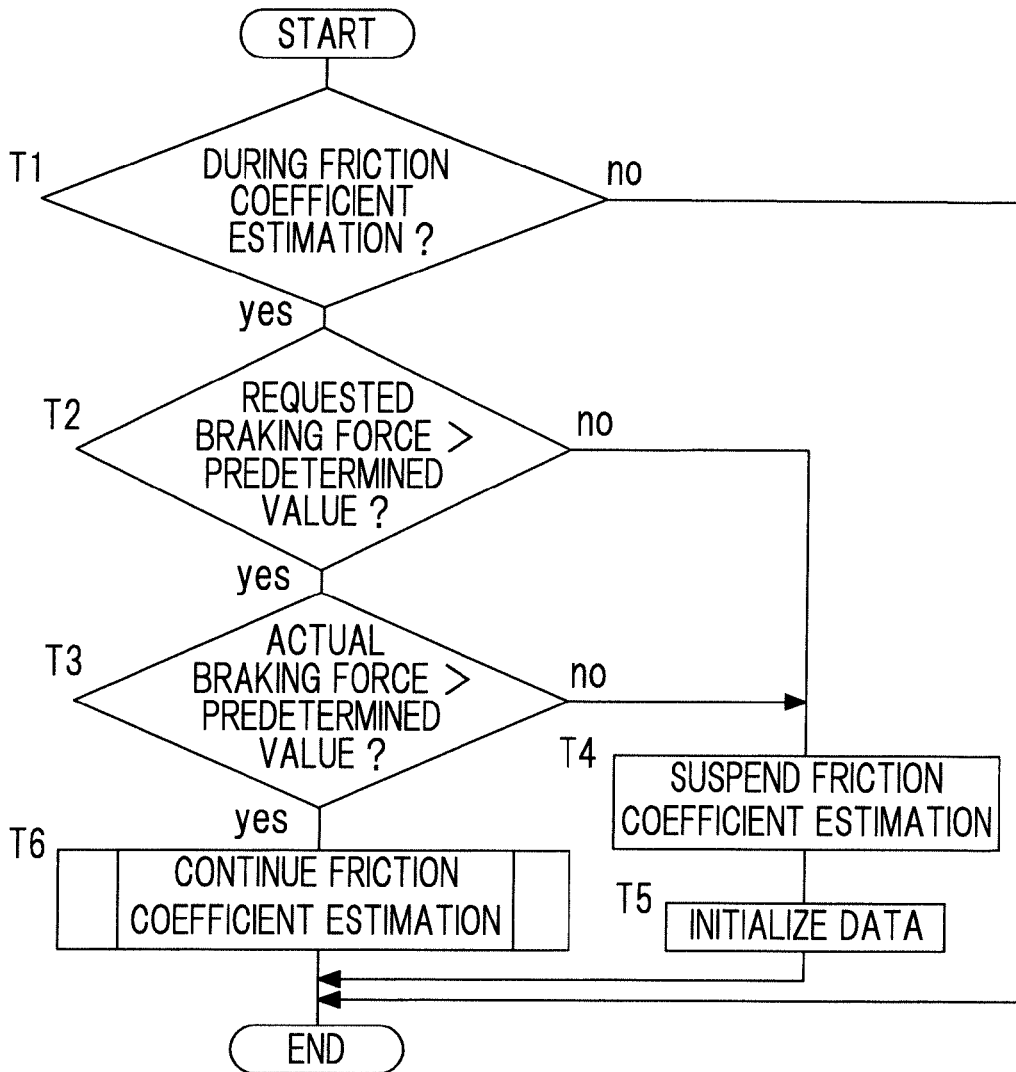 START
T1
DURING FRICTION
COEFFICIENT
ESTIMATION ?
no
yes
T2
REQUESTED
BRAKING FORCE >
PREDETERMINED
VALUE ?
no
yes
T3
ACTUAL
BRAKING FORCE >
PREDETERMINED
VALUE ?
no
yes
T4
SUSPEND FRICTION
COEFFICIENT ESTIMATION
T6
CONTINUE FRICTION
COEFFICIENT ESTIMATION
T5
INITIALIZE DATA
END